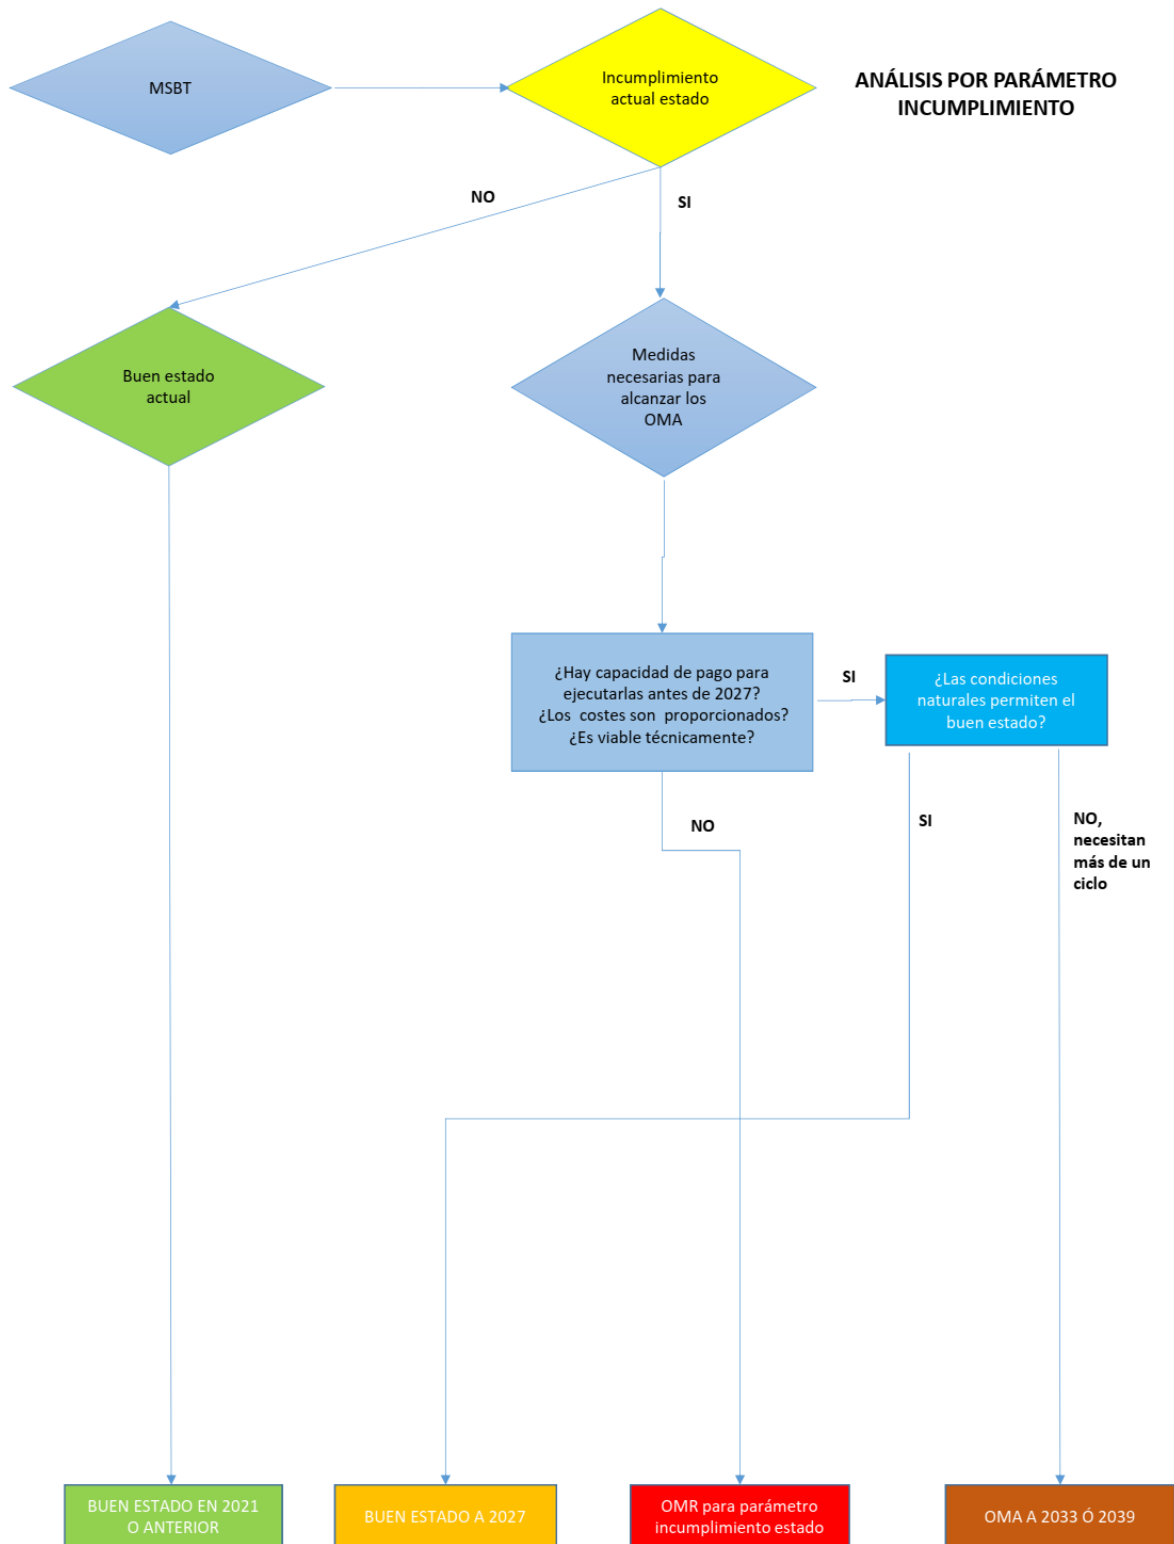 MSBT
Incumplimiento
actual estado
ANÁLISIS POR PARÁMETRO
INCUMPLIMIENTO
NO
SI
Buen estado
actual
Medidas
necesarias para
alcanzar los
OMA
¿Hay capacidad de pago para
ejecutarlas antes de 2027?
¿Los costes son proporcionados?
¿Es viable técnicamente?
SI
¿Las condiciones
naturales permiten el
buen estado?
NO
SI
NO,
necesitan
más de un
ciclo
BUEN ESTADO EN 2021
O ANTERIOR
BUEN ESTADO A 2027
OMR para parámetro
incumplimiento estado
OMA A 2033 Ó 2039